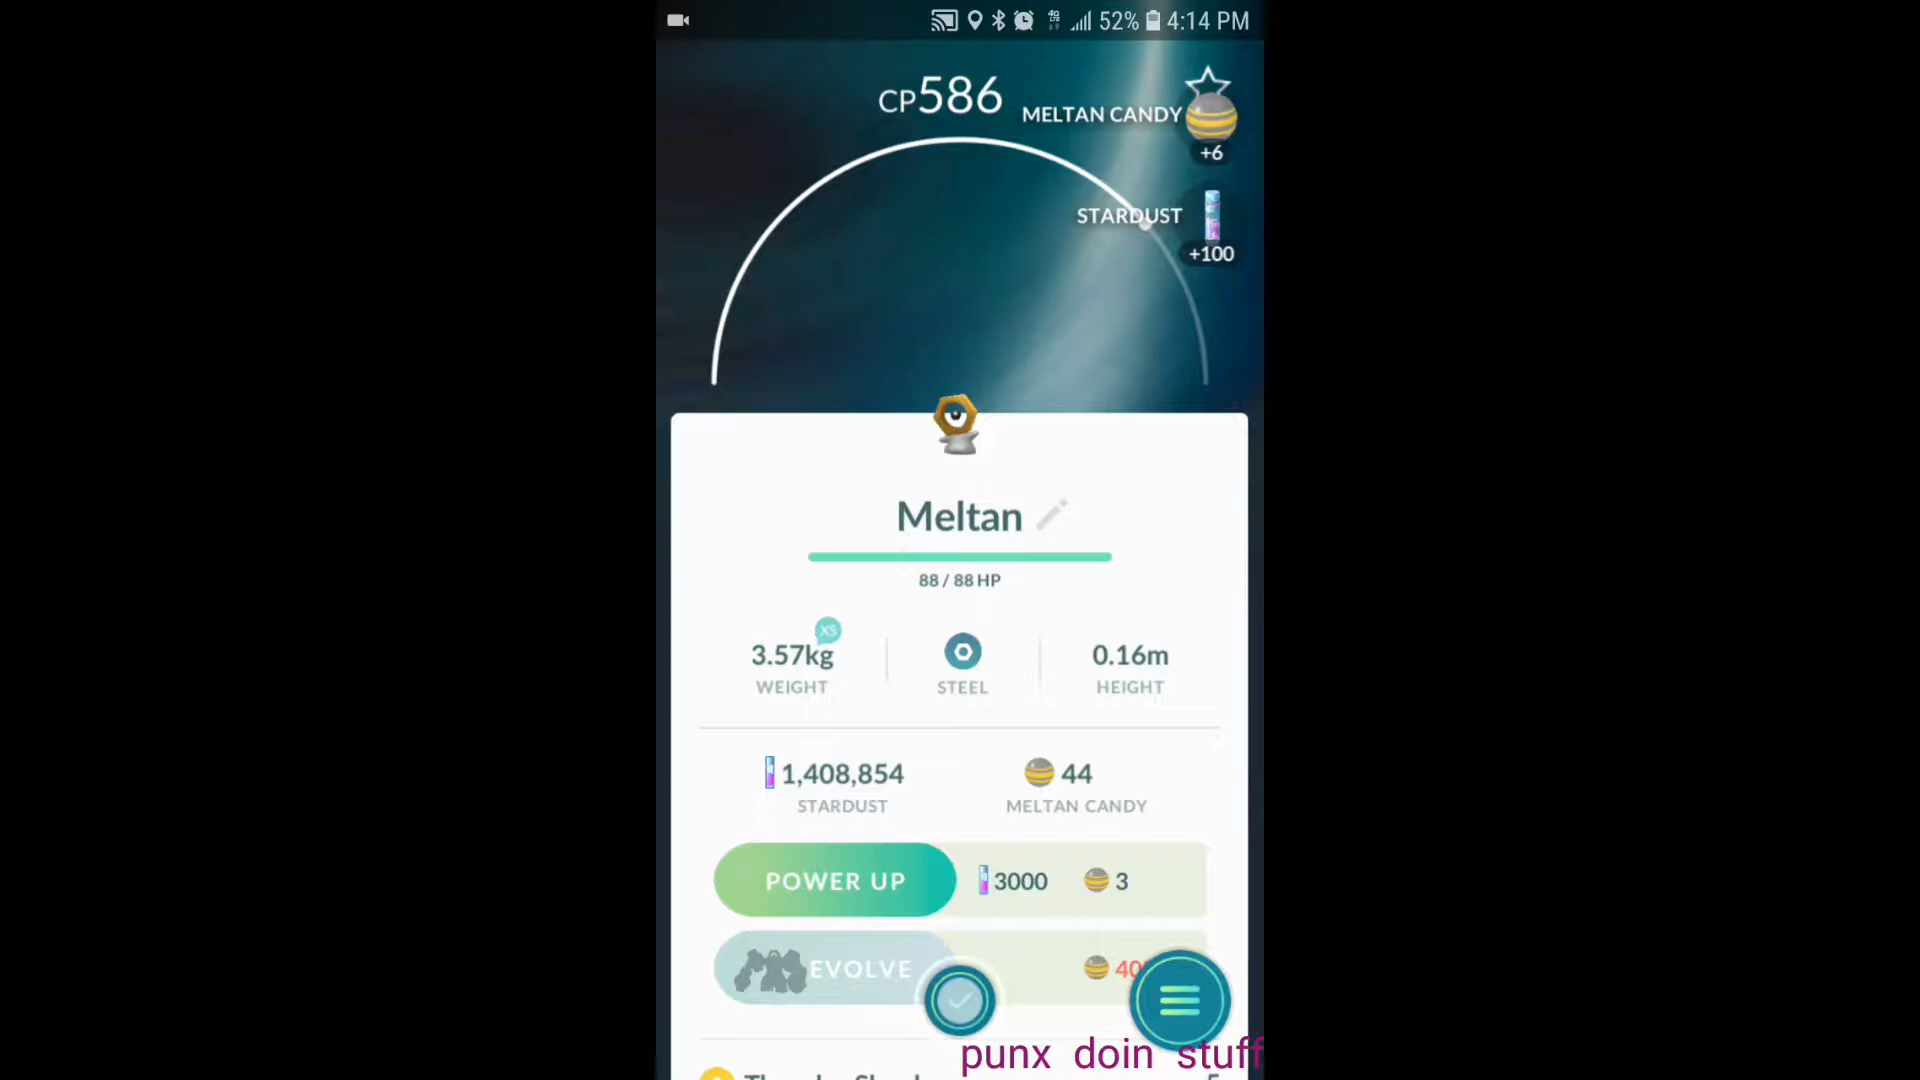 52% 4:14 PM
CP586
MELTAN CANDY
+6
STARDUST
+100
Meltan
88 / 88 HP
XS
3.57kg
WEIGHT
STEEL
0.16m
HEIGHT
1,408,854
STARDUST
44
MELTAN CANDY
POWER UP 3000 3
EVOLVE 40
punx doin stuff